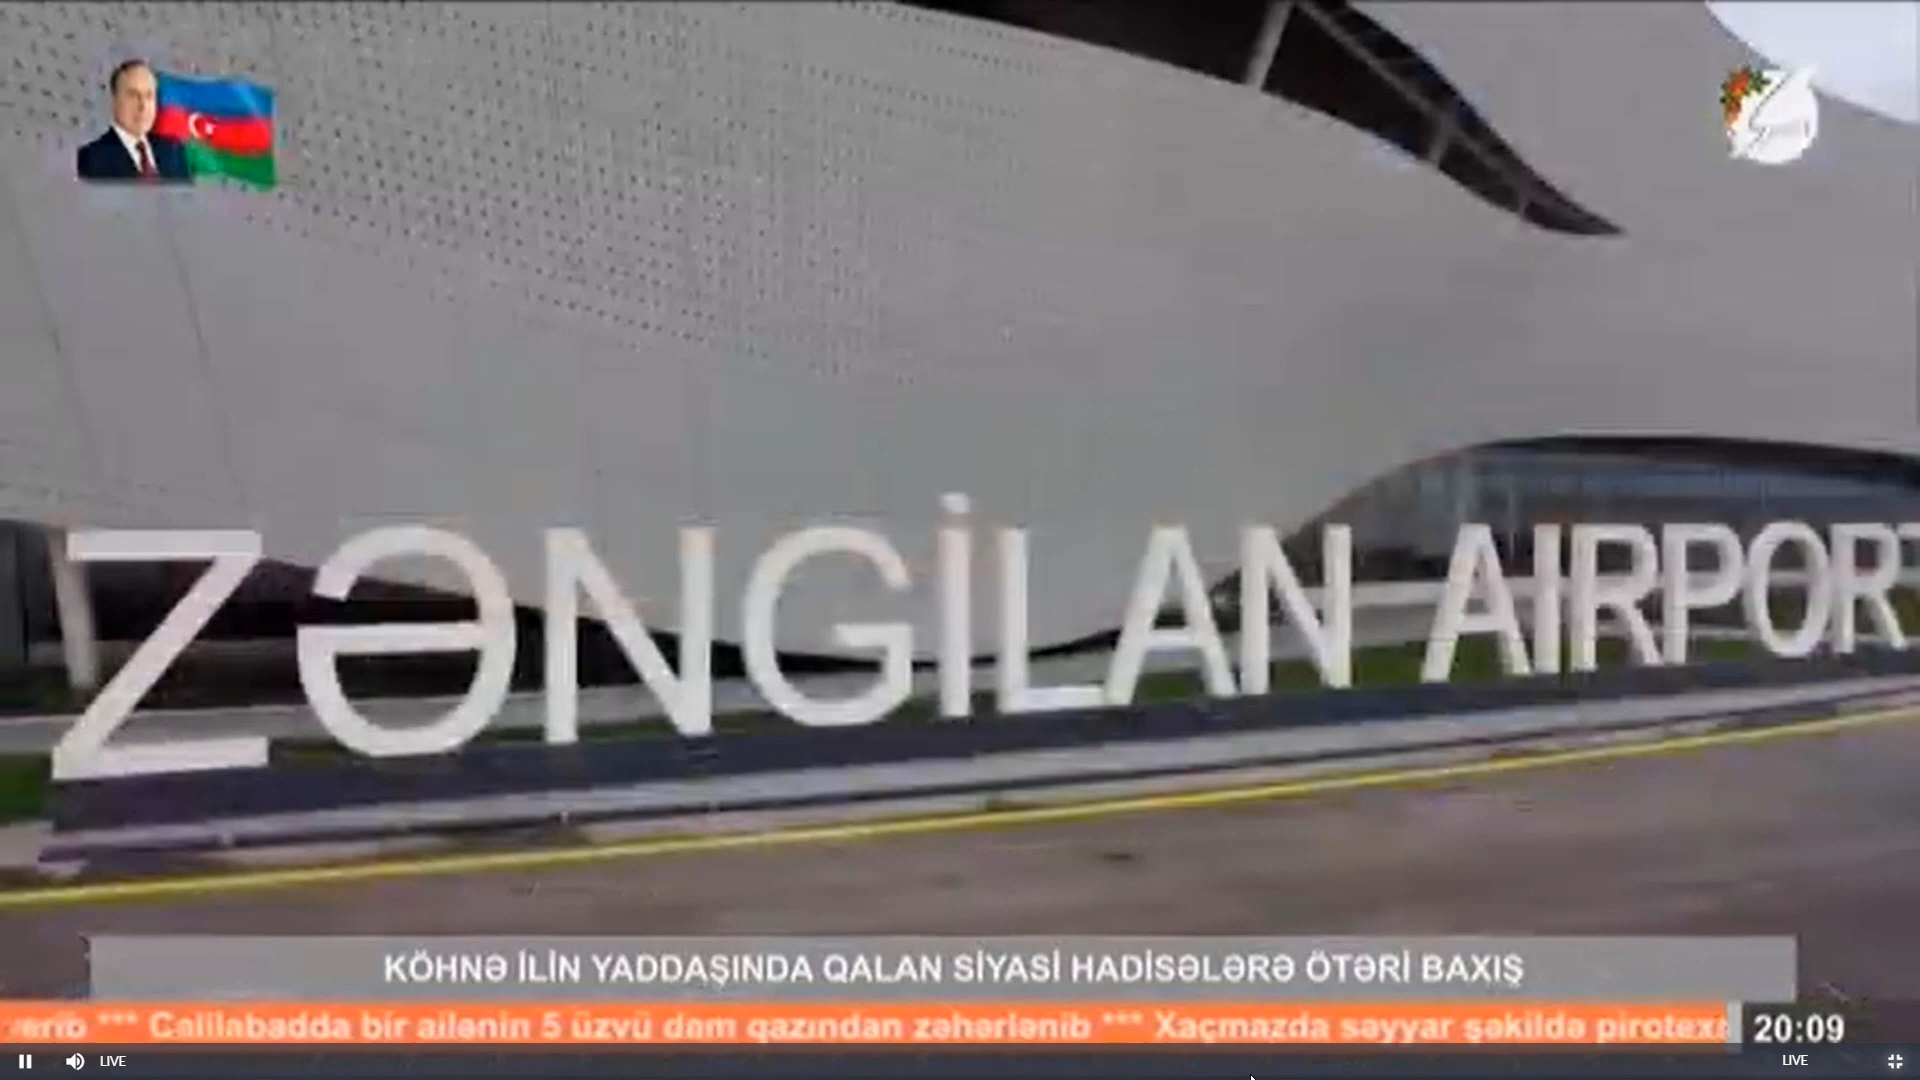 ZƏNGİLAN AIRPORT
KÖHNƏ İLİN YADDAŞINDA QALAN SİYASİ HADİSƏLƏRƏ ÖTƏRİ BAXIŞ
*** Cəlilabadda bir ailənin 5 üzvü dəm qazından zəhərlənib *** Xaçmazda səyyar şəkildə
20:09
LIVE
LIVE